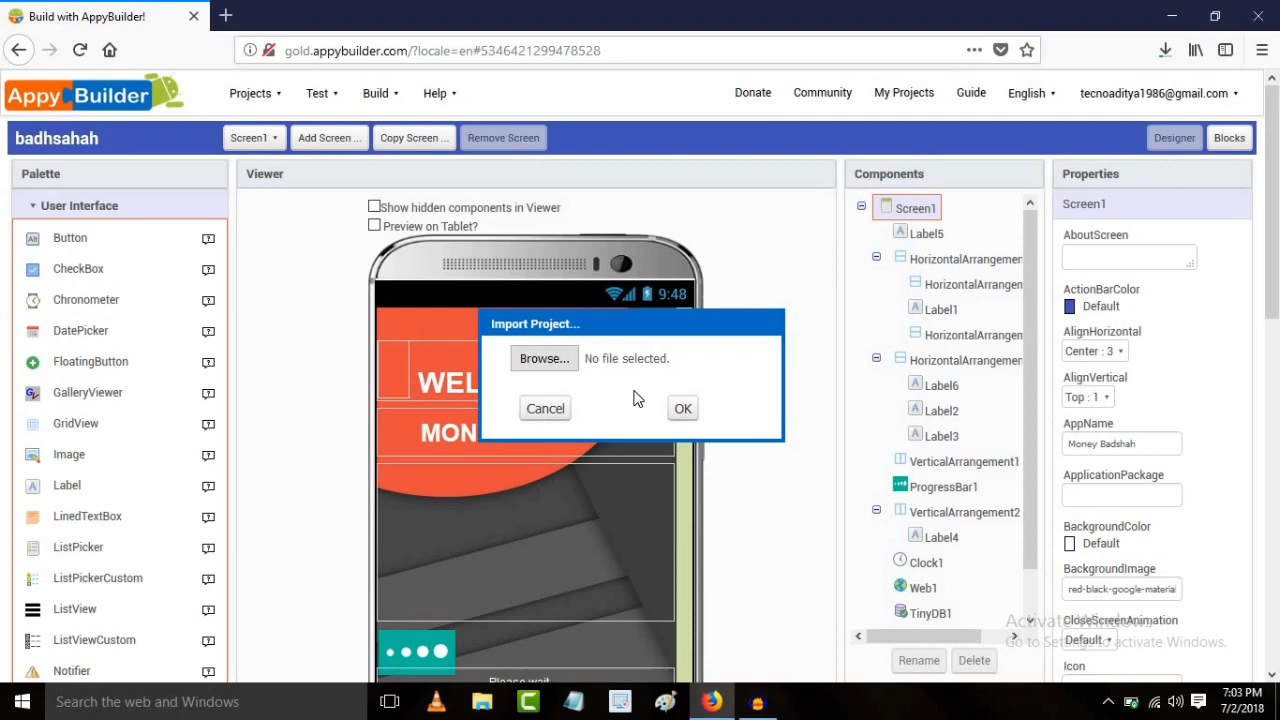 Build with AppyBuilder!
gold.appybuilder.com/?locale=en#5346421299478528
Appy Builder
Projects
Test
Build
Help
Donate
Community
My Projects
Guide
English
tecnoaditya1986@gmail.com
badhsahah
Screen1
Add Screen ...
Copy Screen ...
Remove Screen
Designer
Blocks
Palette
User Interface
Button
CheckBox
Chronometer
DatePicker
FloatingButton
GalleryViewer
GridView
Image
Label
LinedTextBox
ListPicker
ListPickerCustom
ListView
ListViewCustom
Notifier
Viewer
Show hidden components in Viewer
Preview on Tablet?
9:48
WEL
MON
Please wait
Import Project...
Browse...
No file selected.
Cancel
OK
Components
Screen1
Label5
HorizontalArrangemer
HorizontalArrangen
Label1
HorizontalArrangen
HorizontalArrangemer
Label6
Label2
Label3
VerticalArrangement1
ProgressBar1
VerticalArrangement2
Label4
Clock1
Web1
TinyDB1
Rename
Delete
Properties
Screen1
AboutScreen
ActionBarColor
Default
AlignHorizontal
Center : 3
AlignVertical
Top : 1
AppName
Money Badshah
ApplicationPackage
BackgroundColor
Default
BackgroundImage
red-black-google-material
CloseScreenAnimation
Default
Icon
Activate Windows
Go to Settings to activate Windows.
Search the web and Windows
7:03 PM
7/2/2018